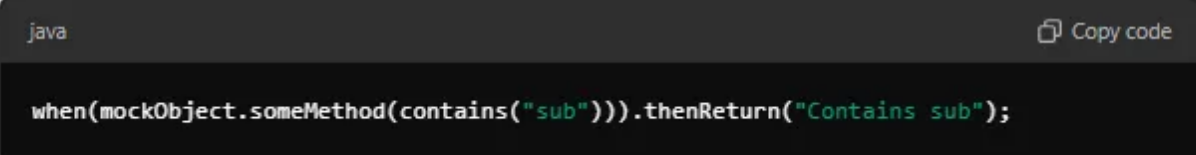 java
Copy code
when(mockObject.someMethod(contains("sub"))).thenReturn("Contains sub");